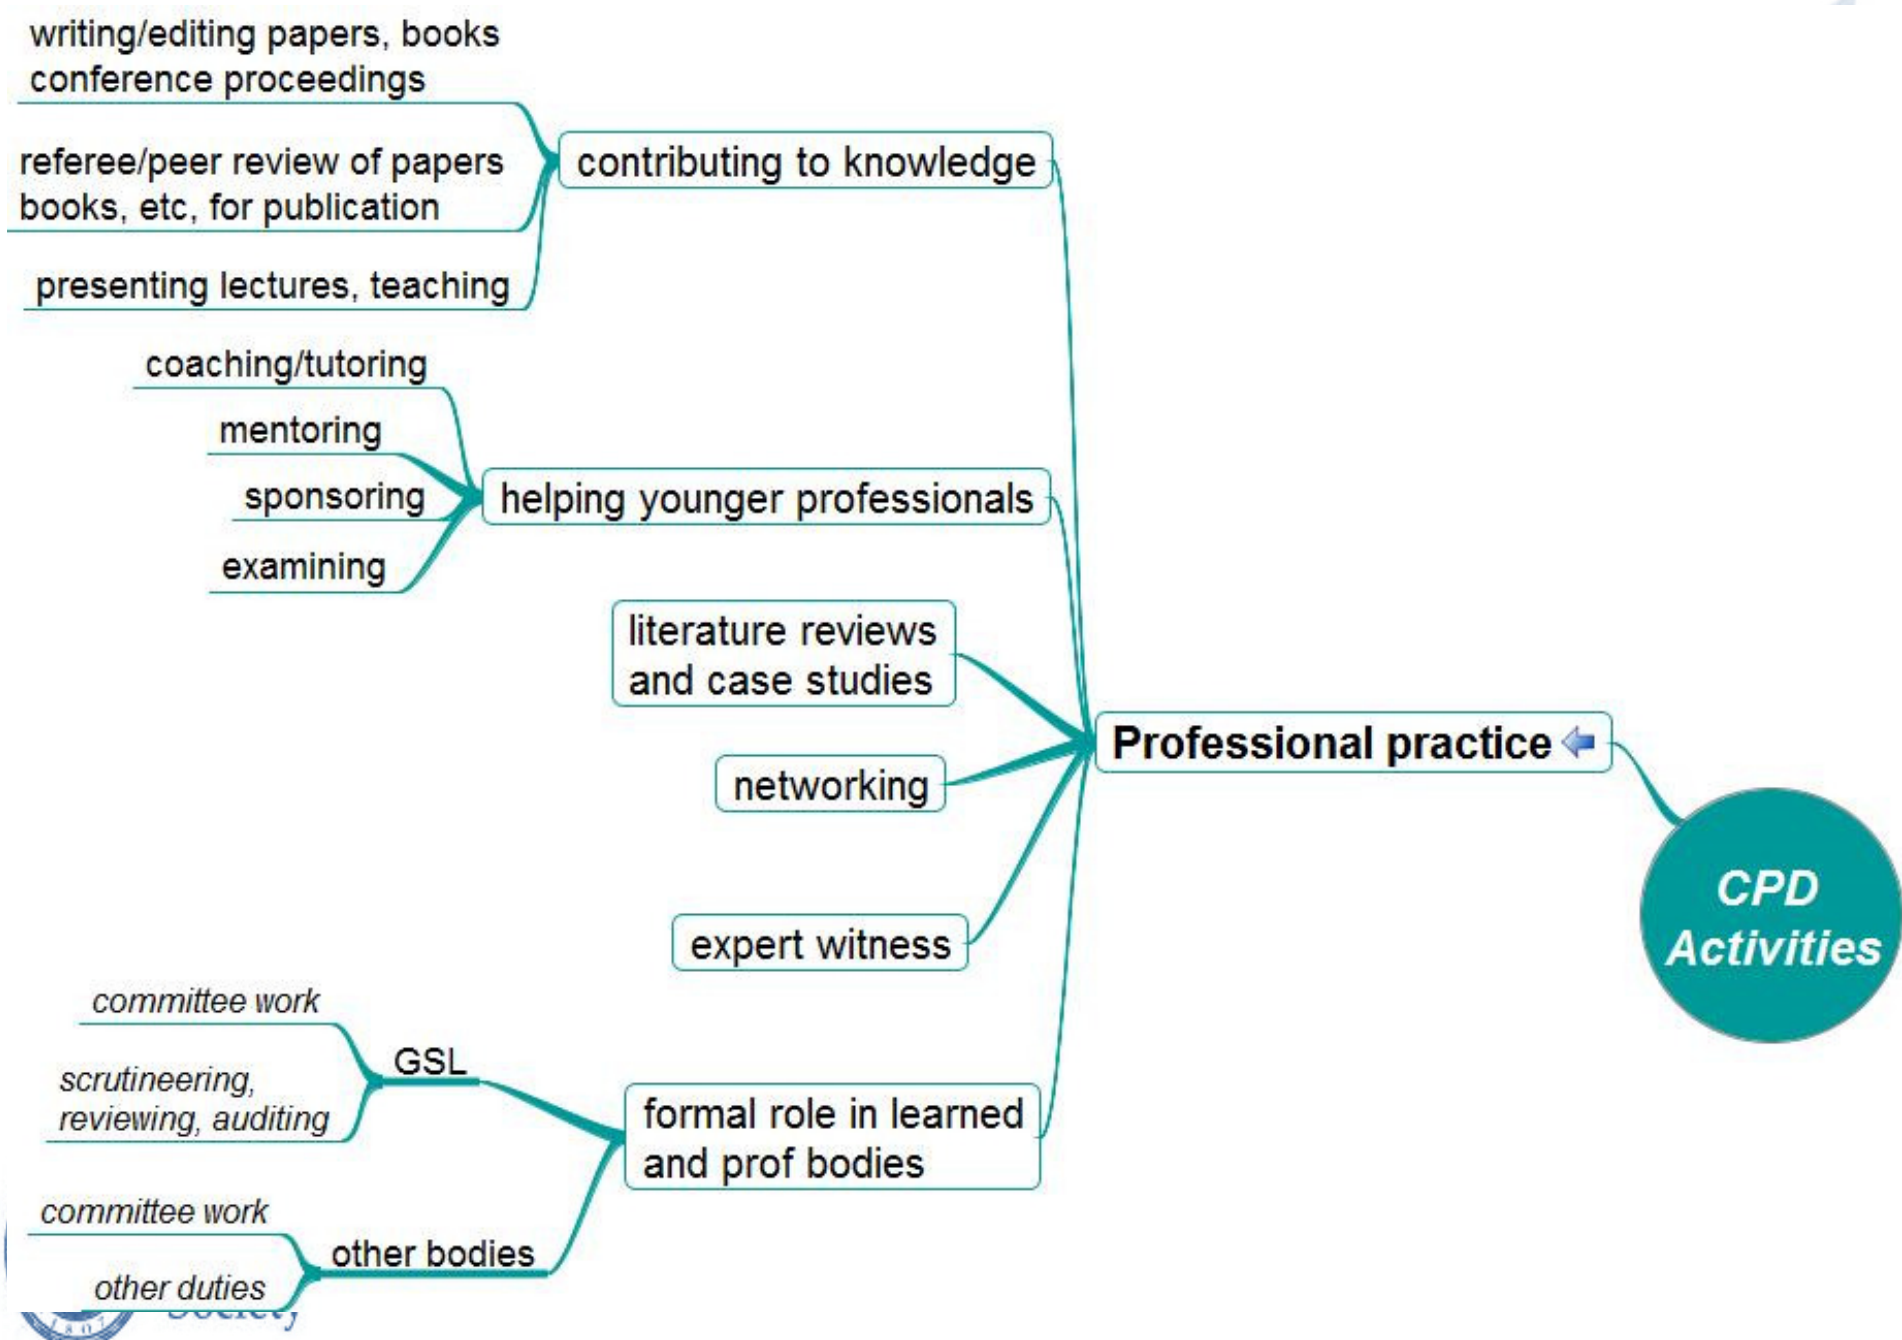 writing/editing papers, books
conference proceedings
referee/peer review of papers
books, etc, for publication
presenting lectures, teaching
contributing to knowledge
coaching/tutoring
mentoring
sponsoring
examining
helping younger professionals
literature reviews
and case studies
networking
expert witness
Professional practice
CPD
Activities
committee work
scrutineering,
reviewing, auditing
GSL
formal role in learned
and prof bodies
committee work
other duties
other bodies
Society
1807